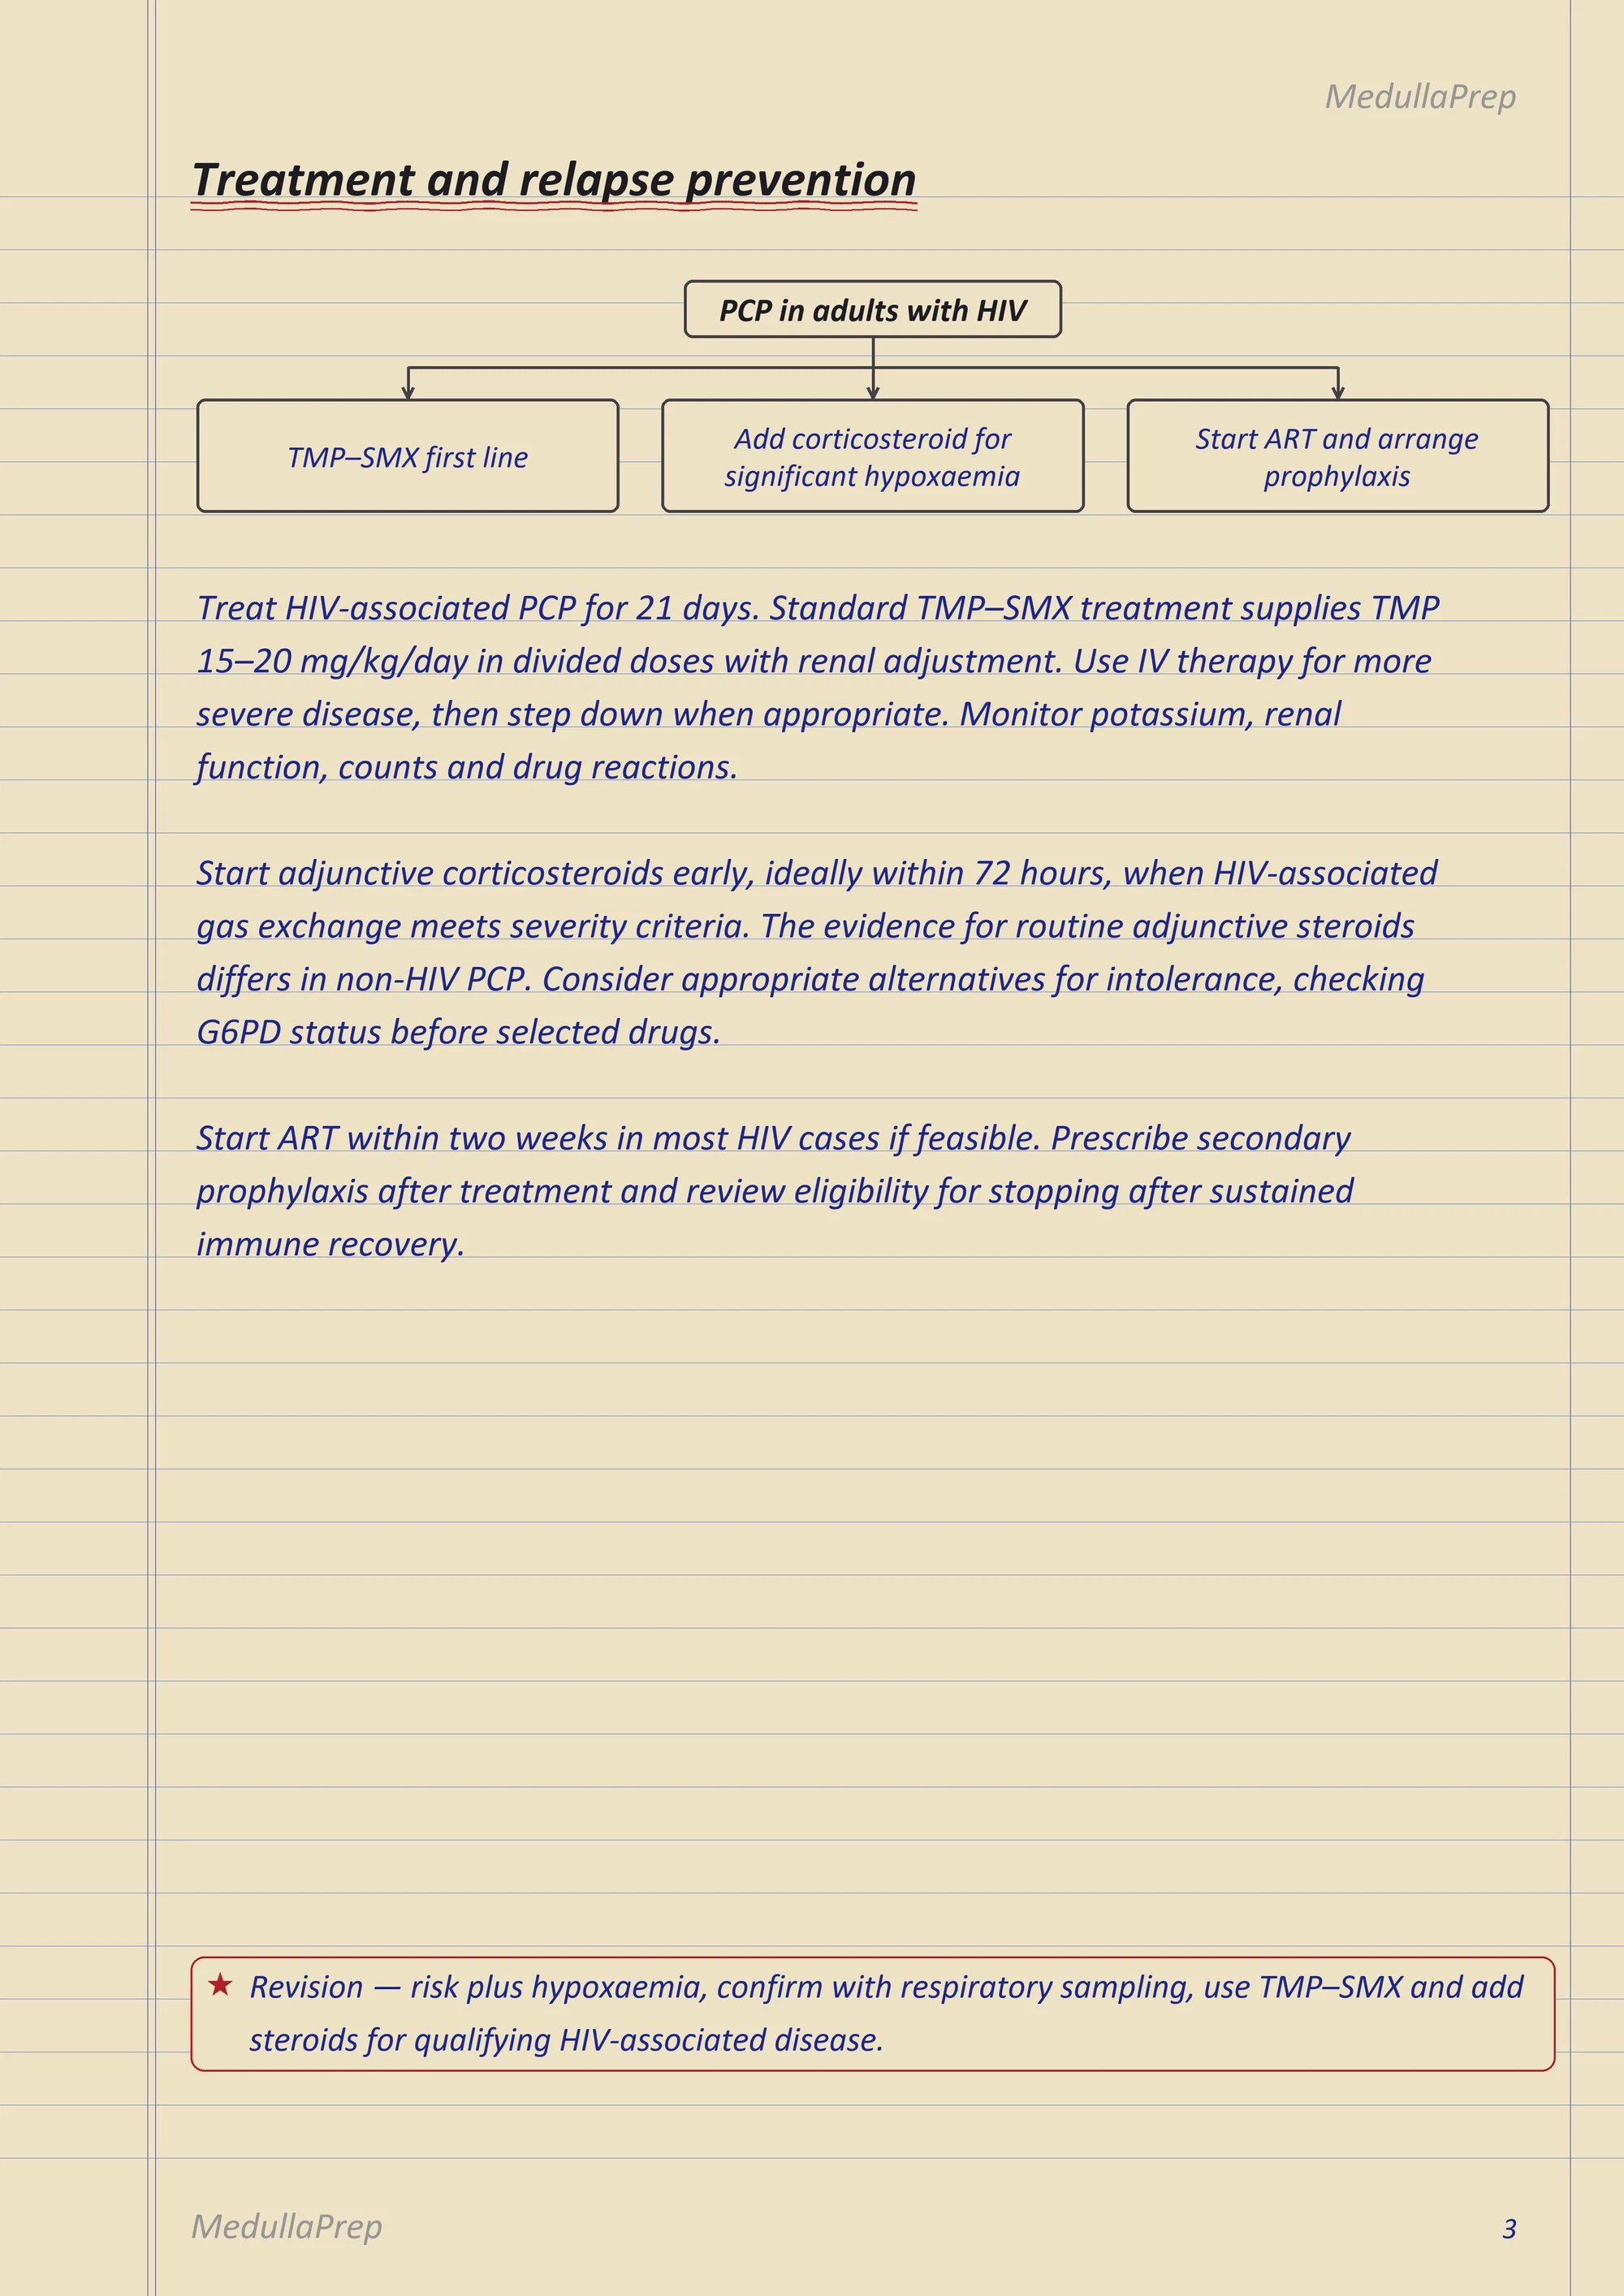 MedullaPrep
Treatment and relapse prevention
PCP in adults with HIV
TMP–SMX first line
Add corticosteroid for
significant hypoxaemia
Start ART and arrange
prophylaxis
Treat HIV-associated PCP for 21 days. Standard TMP–SMX treatment supplies TMP
15–20 mg/kg/day in divided doses with renal adjustment. Use IV therapy for more
severe disease, then step down when appropriate. Monitor potassium, renal
function, counts and drug reactions.
Start adjunctive corticosteroids early, ideally within 72 hours, when HIV-associated
gas exchange meets severity criteria. The evidence for routine adjunctive steroids
differs in non-HIV PCP. Consider appropriate alternatives for intolerance, checking
G6PD status before selected drugs.
Start ART within two weeks in most HIV cases if feasible. Prescribe secondary
prophylaxis after treatment and review eligibility for stopping after sustained
immune recovery.
★ Revision — risk plus hypoxaemia, confirm with respiratory sampling, use TMP–SMX and add
steroids for qualifying HIV-associated disease.
MedullaPrep
3